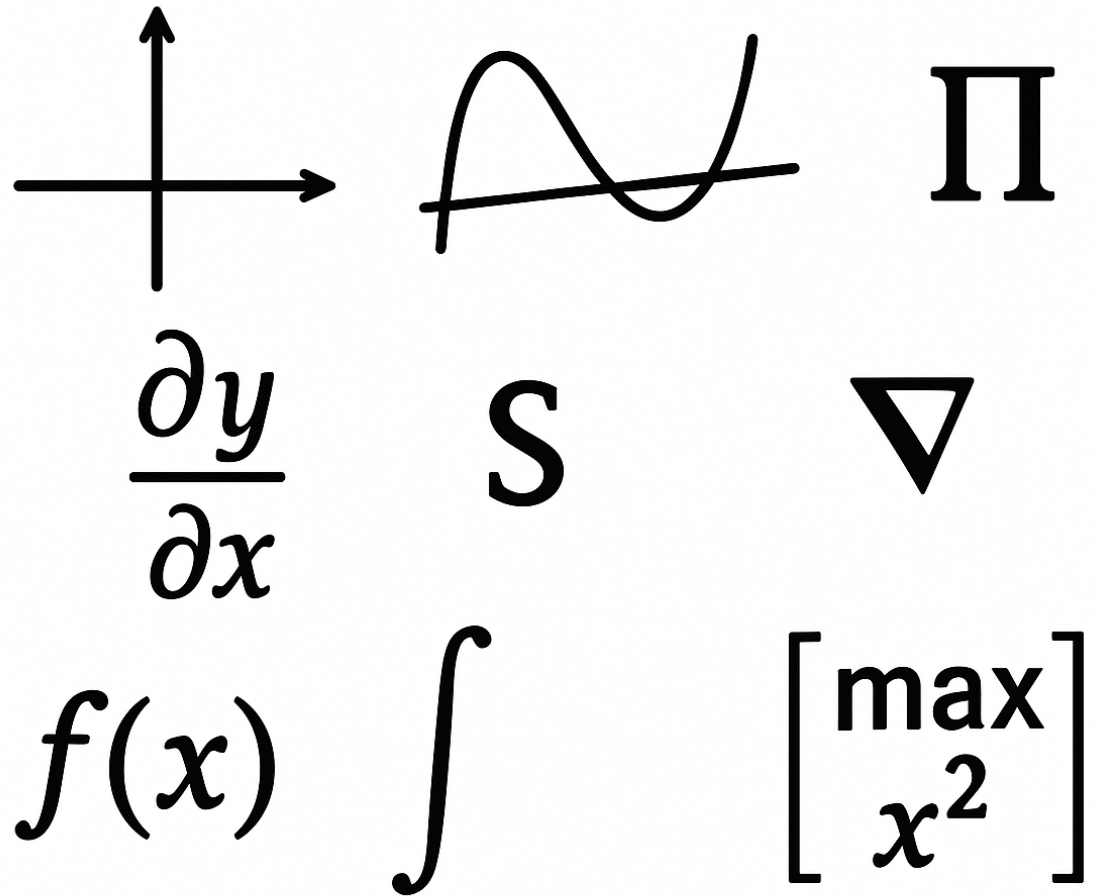 Π
∂y
∂x
S
∇
f(x)
∫
max
x²